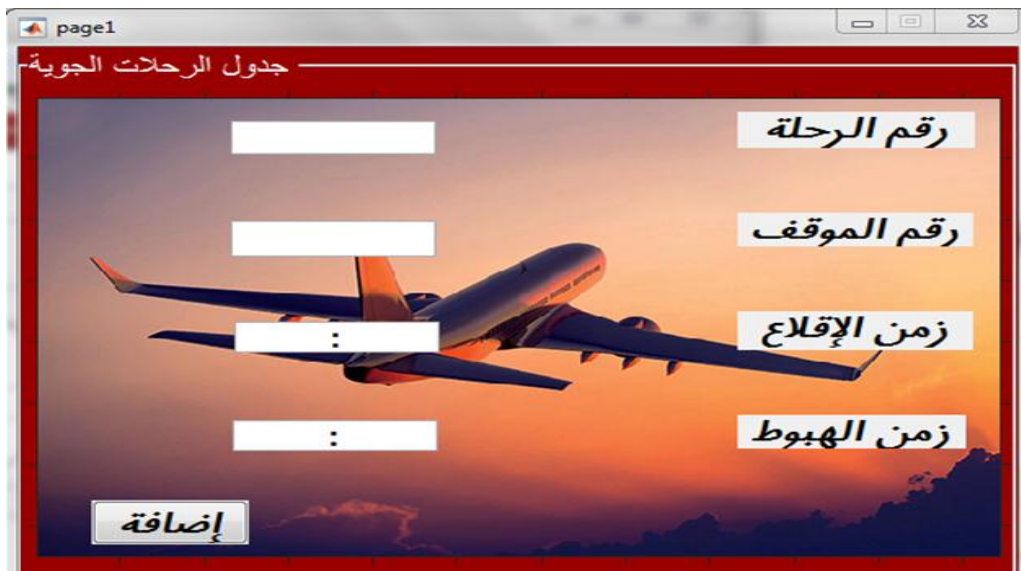 page1
جدول الرحلات الجوية
رقم الرحلة
رقم الموقف
زمن الإقلاع
:
زمن الهبوط
:
إضافة